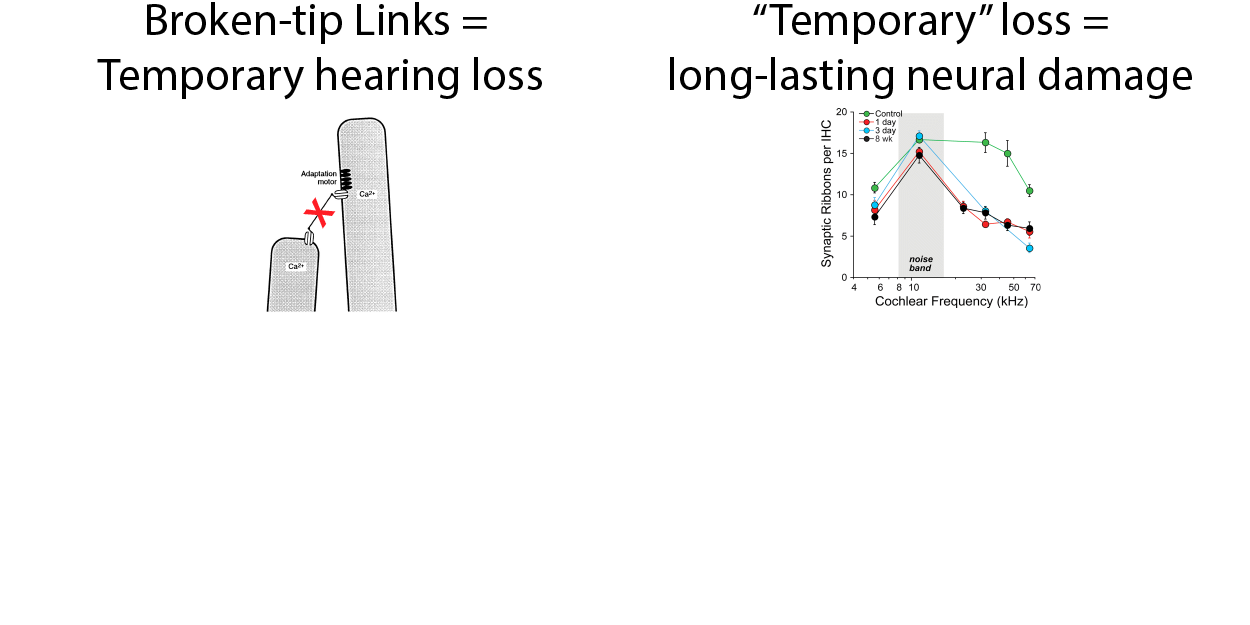 Broken-tip Links =
Temporary hearing loss
Adaptation
motor
Ca²⁺
Ca²⁺
“Temporary” loss =
long-lasting neural damage
Synaptic Ribbons per IHC
20
15
10
5
0
Control
1 day
3 day
8 wk
noise
band
4 6 8 10 30 50 70
Cochlear Frequency (kHz)